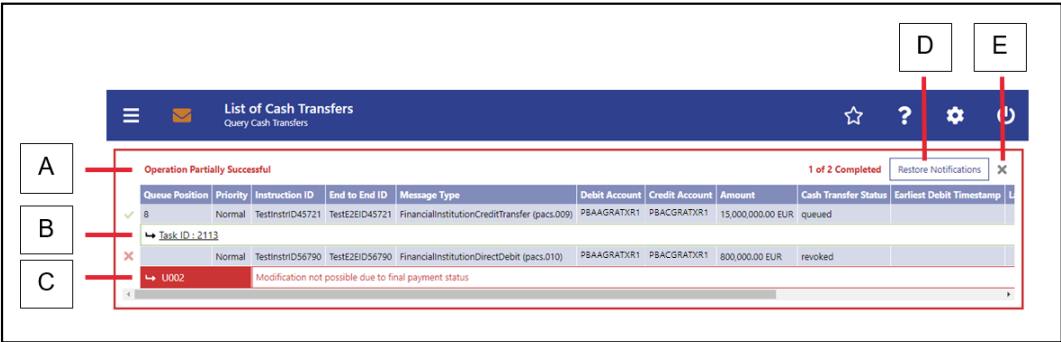 D E
List of Cash Transfers
Query Cash Transfers
?
A
Operation Partially Successful 1 of 2 Completed Restore Notifications
Queue Position Priority Instruction ID End to End ID Message Type Debit Account Credit Account Amount Cash Transfer Status Earliest Debit Timestamp L
8 Normal TestInstrID45721 TestE2EID45721 FinancialInstitutionCreditTransfer (pacs.009) PBAAGRATXR1 PBACGRATXR1 15,000,000.00 EUR queued
B
Task ID : 2113
Normal TestInstrID56790 TestE2EID56790 FinancialInstitutionDirectDebit (pacs.010) PBAAGRATXR1 PBACGRATXR1 800,000.00 EUR revoked
C
U002 Modification not possible due to final payment status